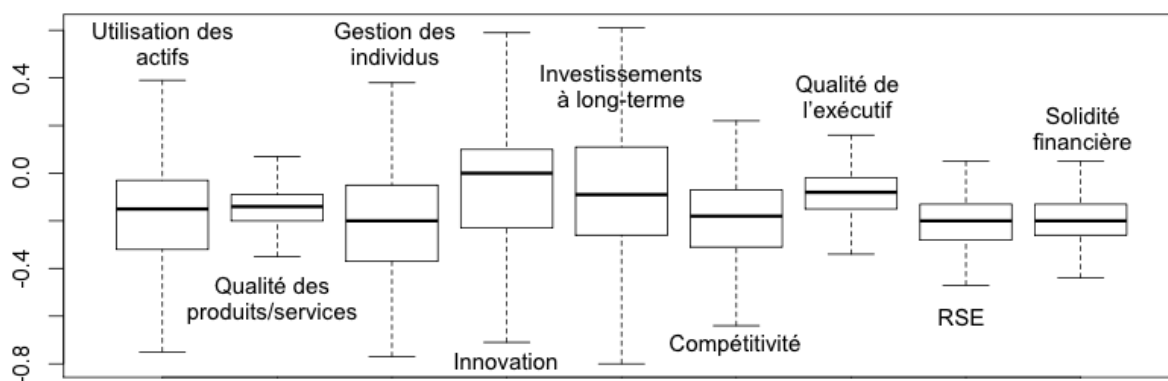 Utilisation des
actifs
Gestion des
individus
Investissements
à long-terme
Qualité de
l'exécutif
Solidité
financière
Qualité des
produits/services
Innovation
Compétitivité
RSE
0.4
0.0
-0.4
-0.8